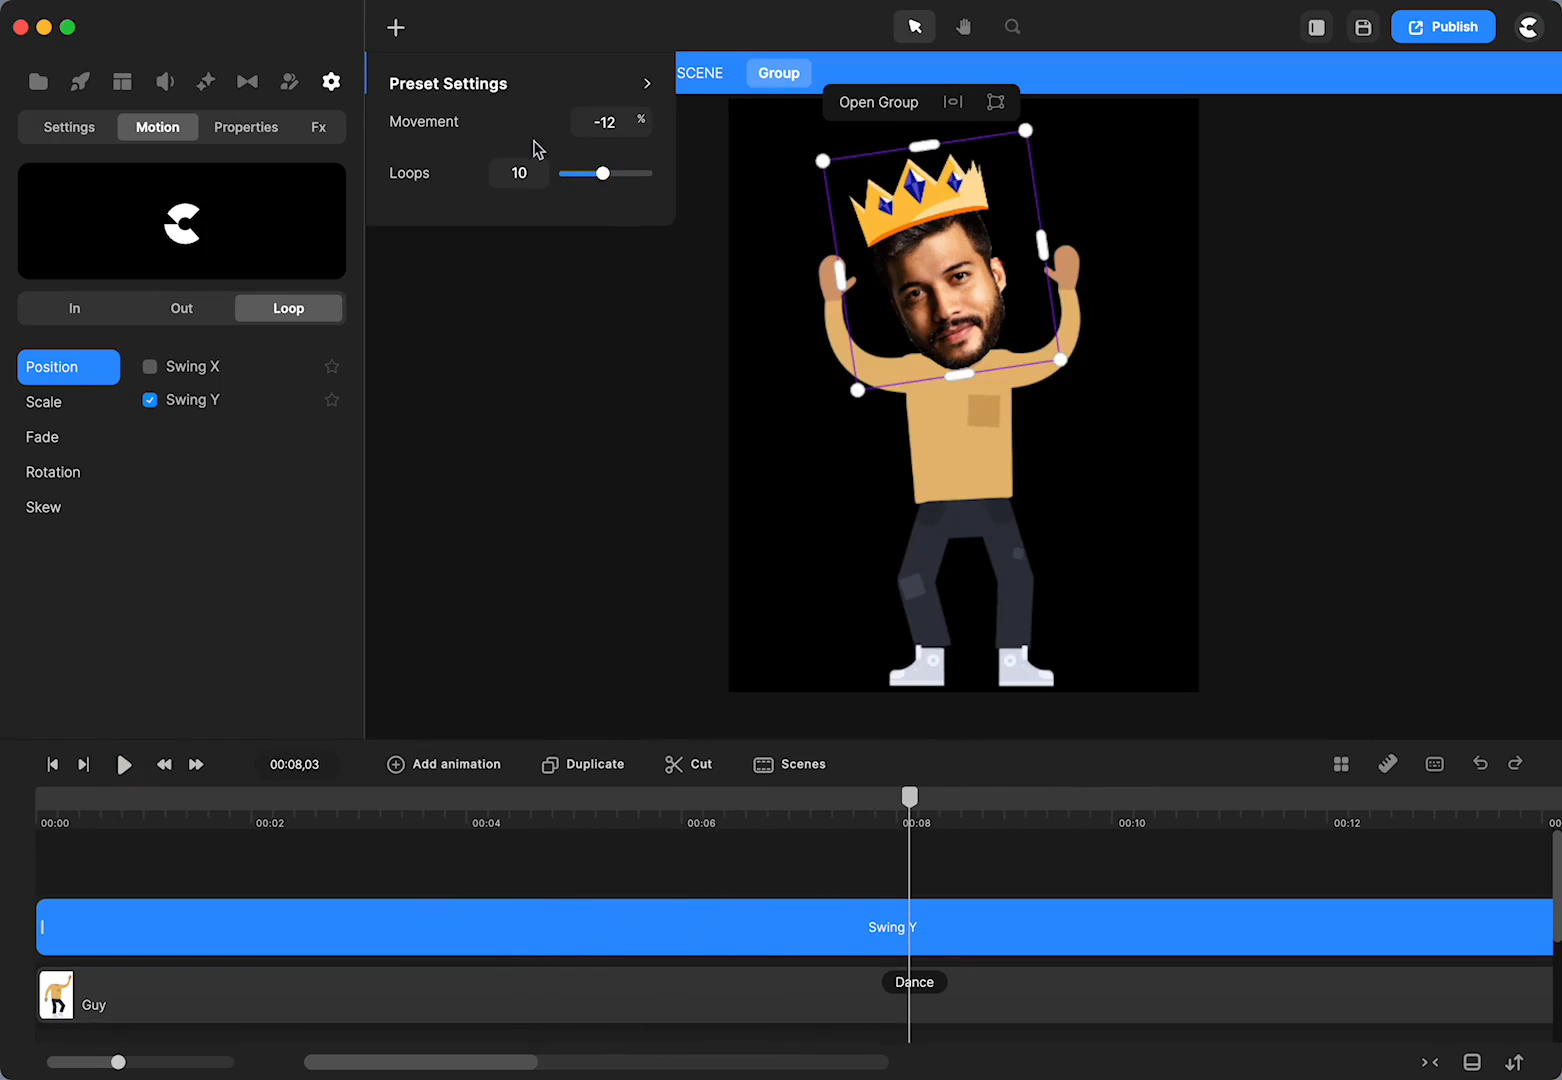 Publish
Preset Settings
SCENE
Group
Movement
-12 %
Open Group
Settings
Motion
Properties
Fx
Loops
10
In
Out
Loop
Position
Swing X
Scale
Swing Y
Fade
Rotation
Skew
00:08,03
Add animation
Duplicate
Cut
Scenes
00:00
00:02
00:04
00:06
00:08
00:10
00:12
00
Swing Y
Dance
Guy